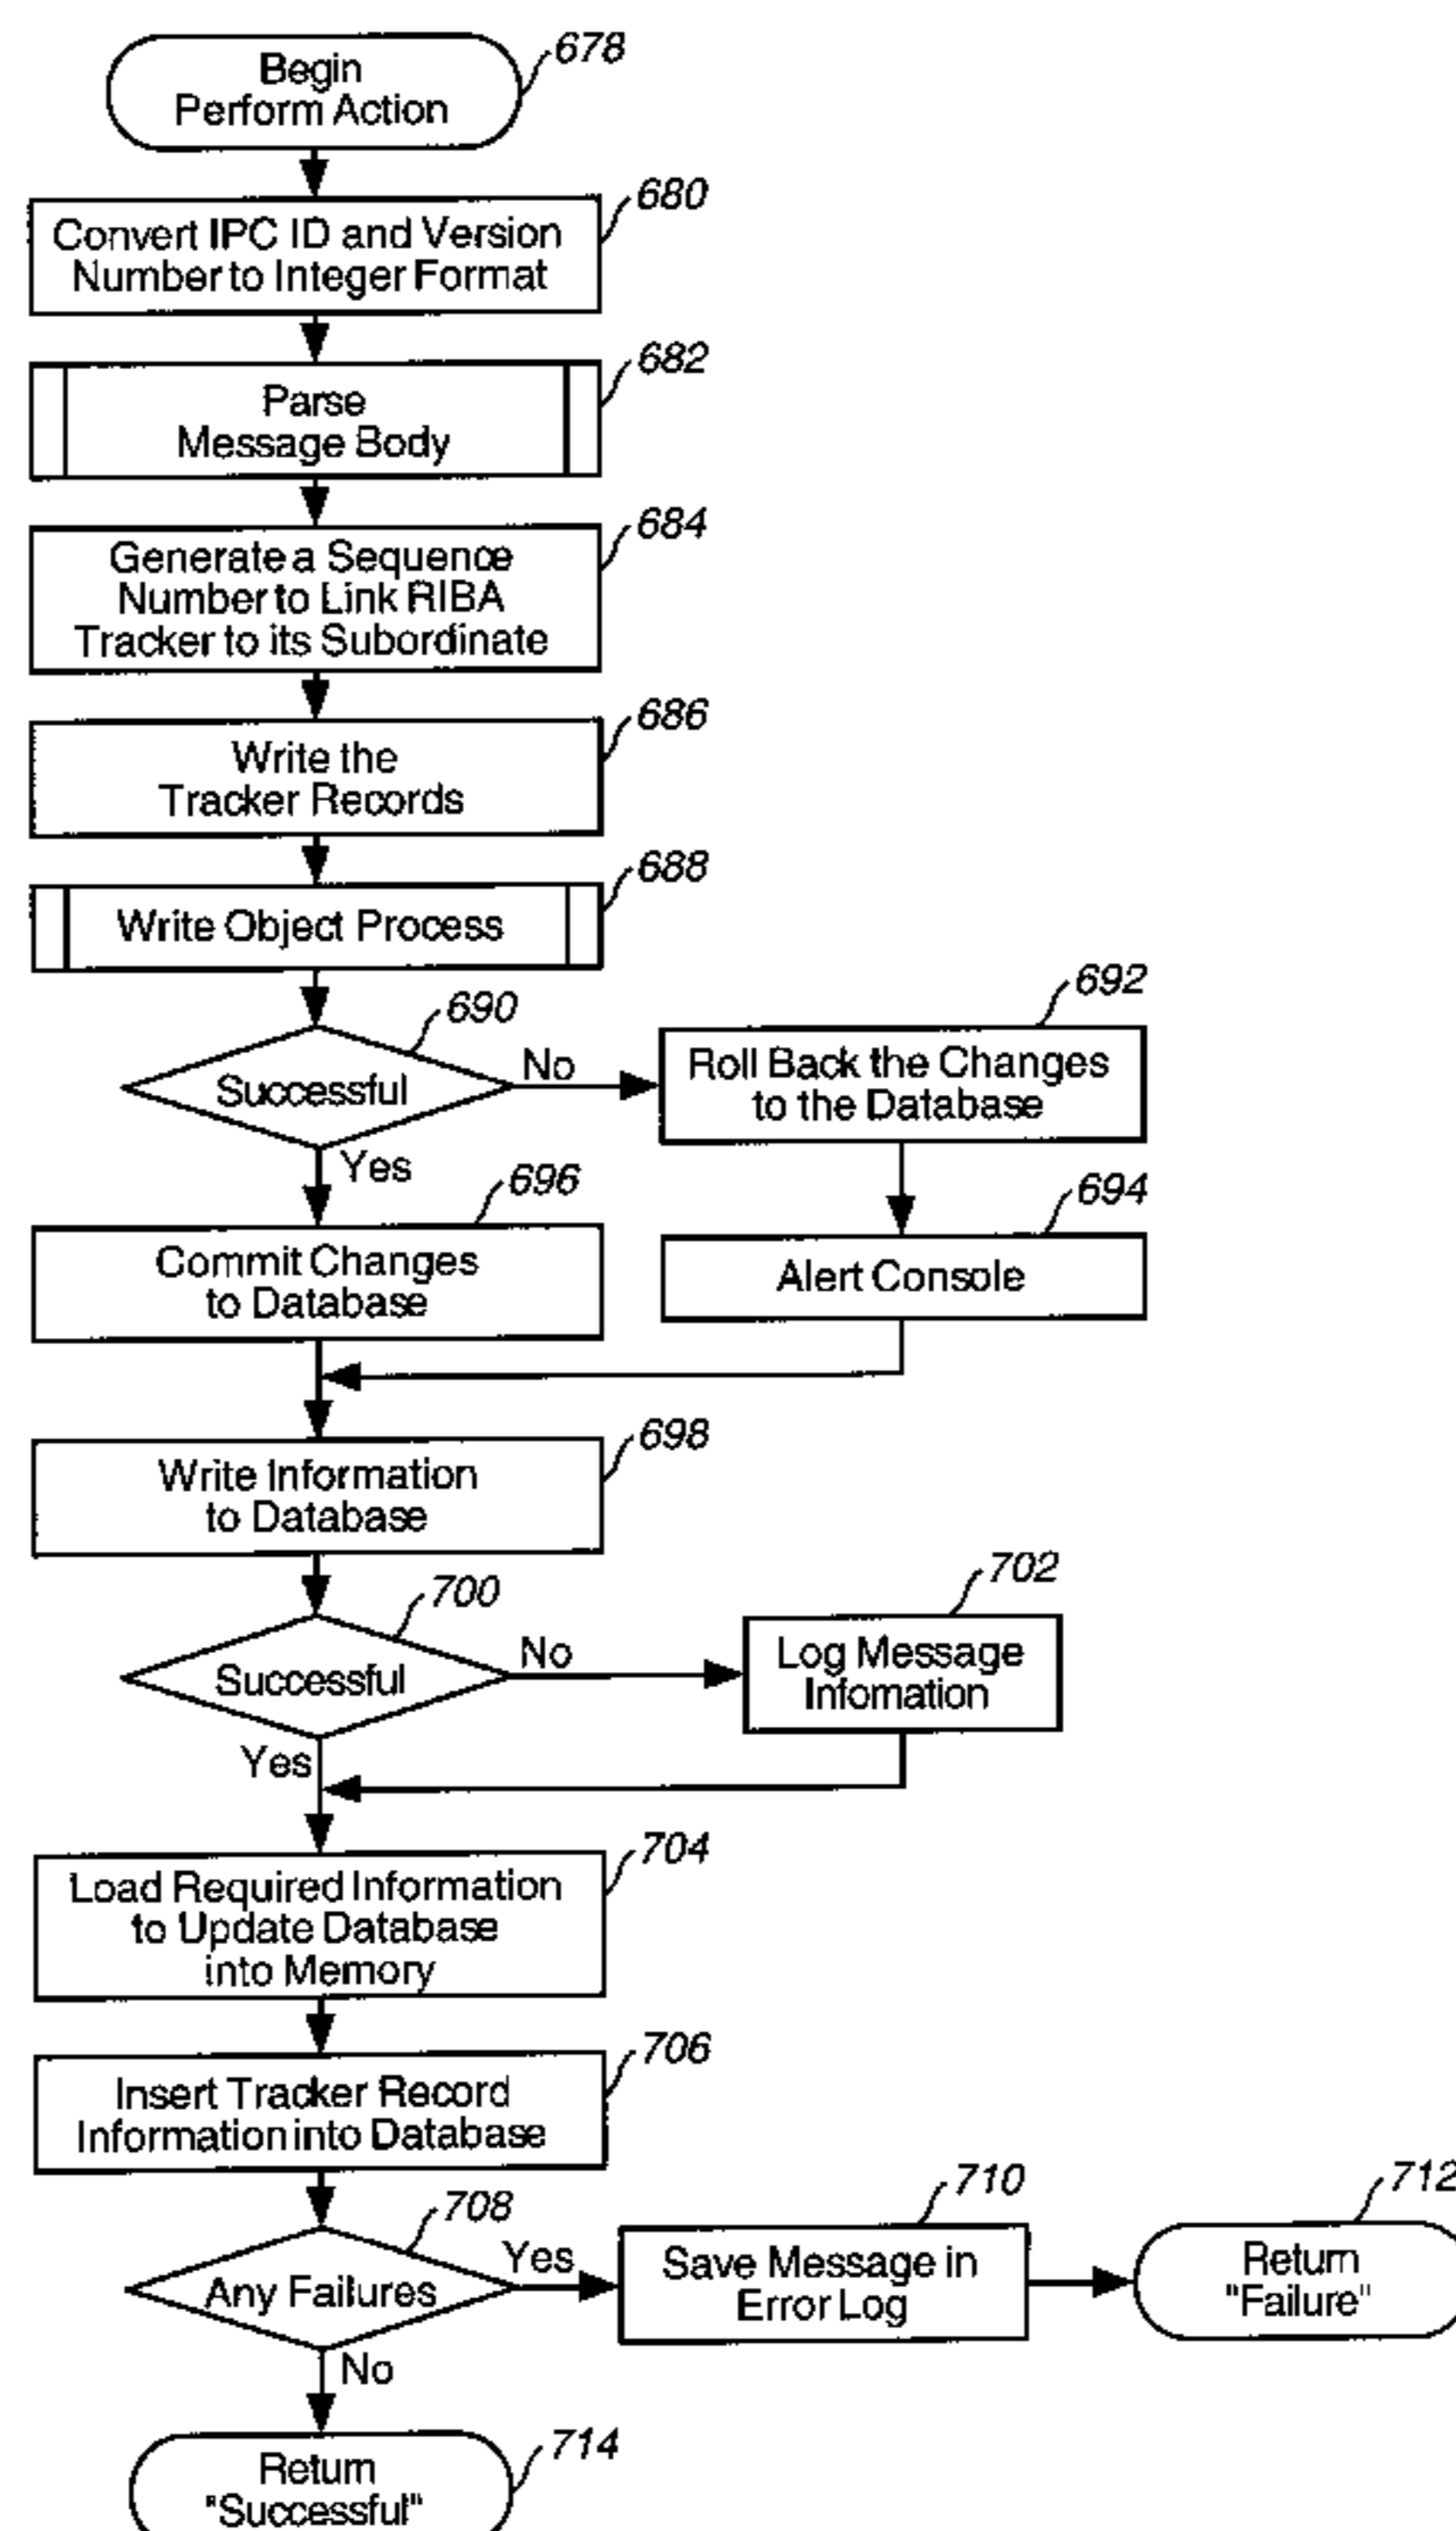 Begin
Perform Action
678
Convert IPC ID and Version
Number to Integer Format
680
Parse
Message Body
682
Generate a Sequence
Number to Link RIBA
Tracker to its Subordinate
684
Write the
Tracker Records
686
Write Object Process
688
Successful
690
No
Yes
Roll Back the Changes
to the Database
692
Alert Console
694
Commit Changes
to Database
696
Write Information
to Database
698
Successful
700
No
Yes
Log Message
Infomation
702
Load Required Information
to Update Database
into Memory
704
Insert Tracker Record
Information into Database
706
Any Failures
708
Yes
No
Save Message in
Error Log
710
Return
"Failure"
712
Return
"Successful"
714